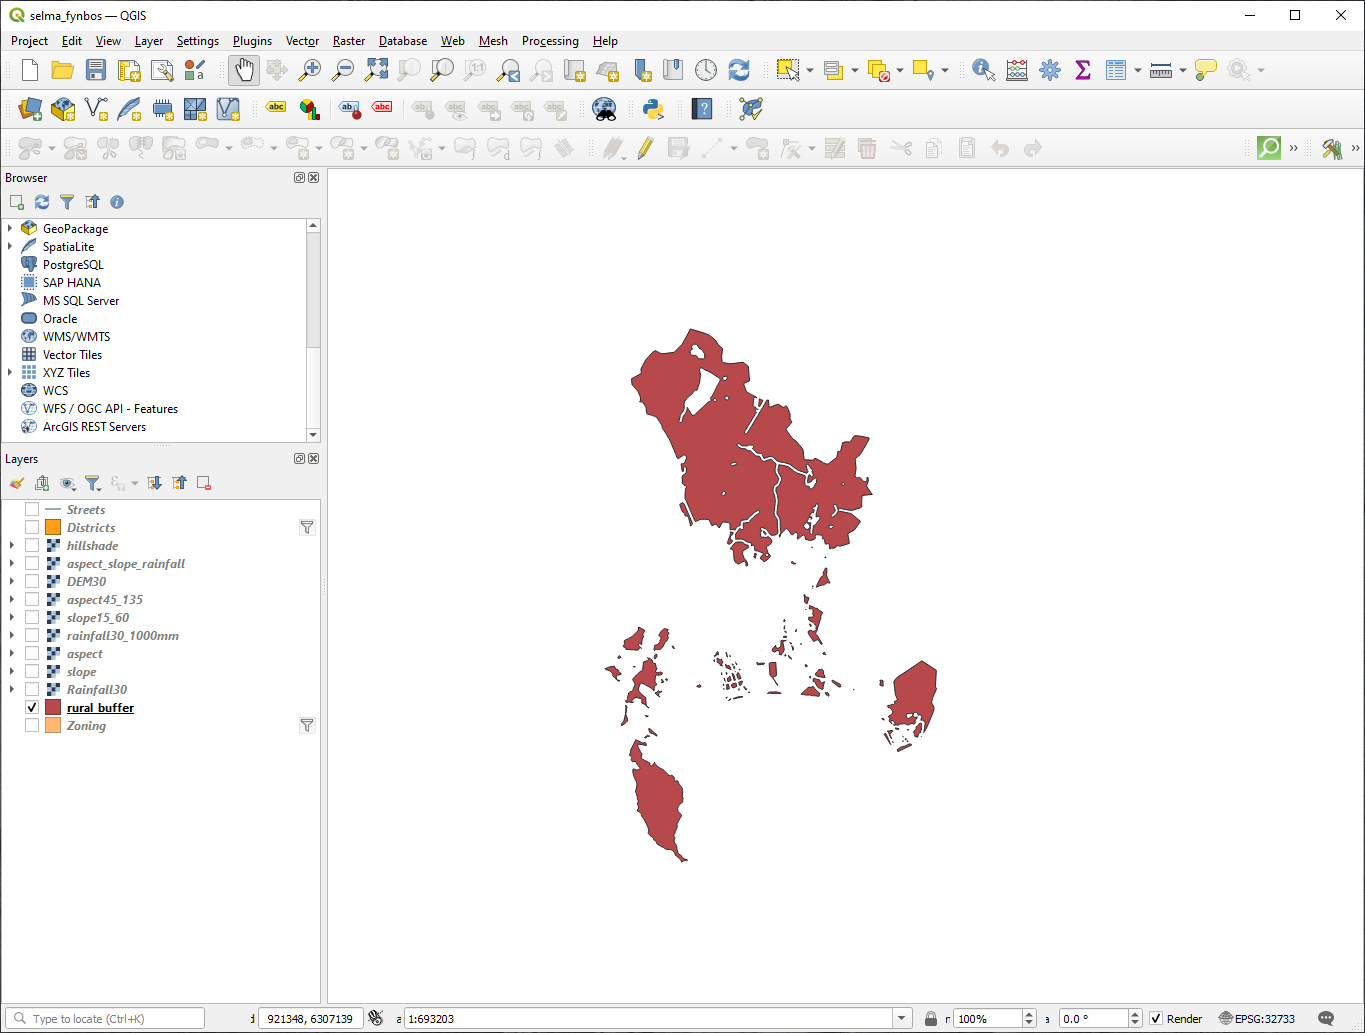 selma_fynbos — QGIS
Project Edit View Layer Settings Plugins Vector Raster Database Web Mesh Processing Help
Browser
GeoPackage
SpatiaLite
PostgreSQL
SAP HANA
MS SQL Server
Oracle
WMS/WMTS
Vector Tiles
XYZ Tiles
WCS
WFS / OGC API - Features
ArcGIS REST Servers
Layers
Streets
Districts
hillshade
aspect_slope_rainfall
DEM30
aspect45_135
slope15_60
rainfall30_1000mm
aspect
slope
Rainfall30
rural_buffer
Zoning
Type to locate (Ctrl+K) 921348, 6307139 1:693203 100% 0.0 ° Render EPSG:32733